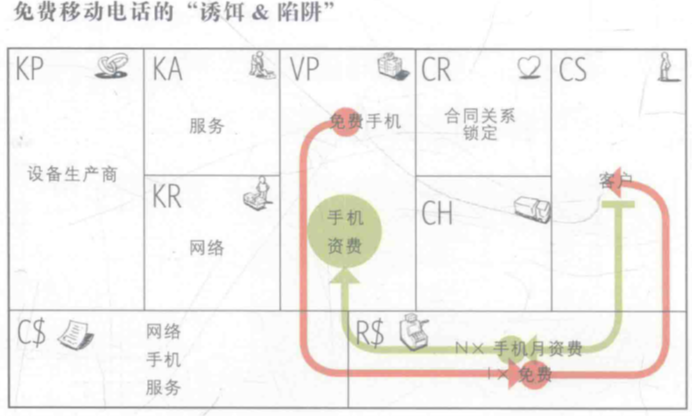 免费移动电话的“诱饵 & 陷阱”
KP
设备生产商
KA
服务
KR
网络
VP
免费手机
手机
资费
CR
合同关系
锁定
CH
CS
客户
C$
网络
手机
服务
R$
N× 手机月资费
1× 免费